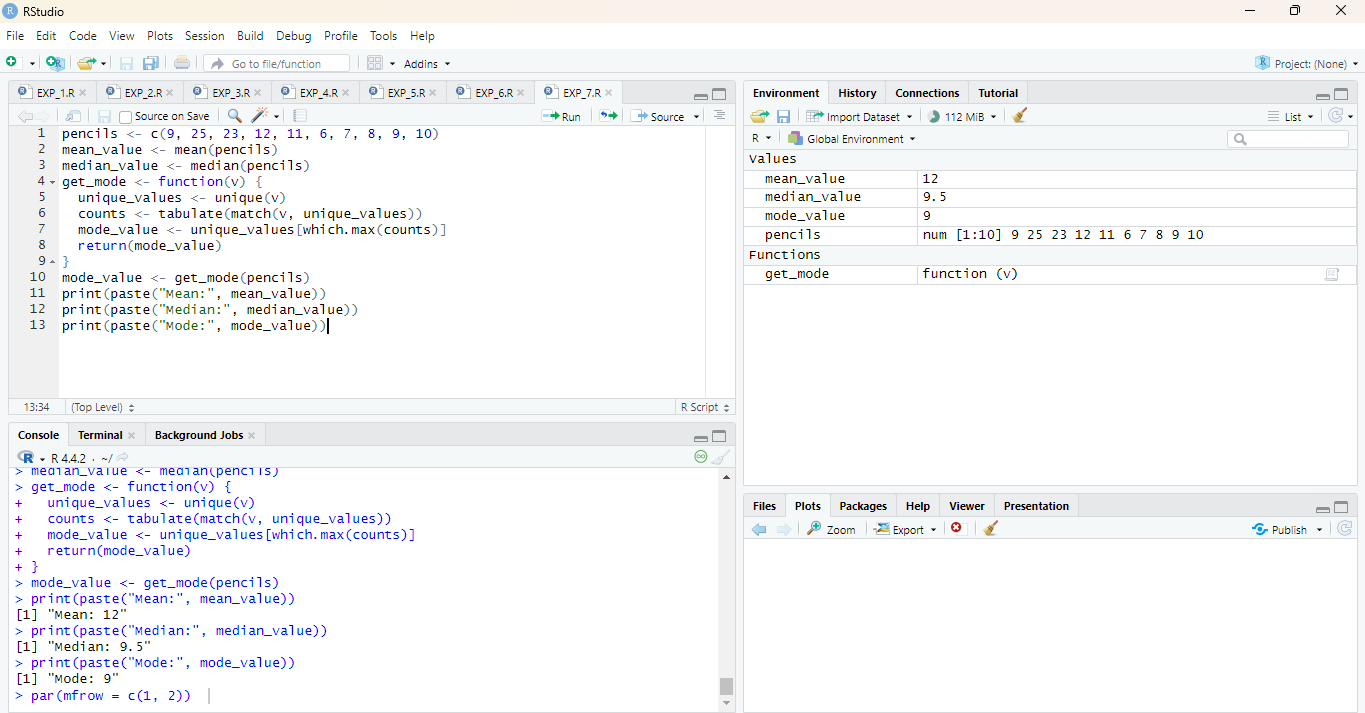 RStudio
File Edit Code View Plots Session Build Debug Profile Tools Help
Go to file/function Addins Project: (None)
EXP_1.R EXP_2.R EXP_3.R EXP_4.R EXP_5.R EXP_6.R EXP_7.R
Source on Save Run Source
1 pencils <- c(9, 25, 23, 12, 11, 6, 7, 8, 9, 10)
2 mean_value <- mean(pencils)
3 median_value <- median(pencils)
4 get_mode <- function(v) {
5   unique_values <- unique(v)
6   counts <- tabulate(match(v, unique_values))
7   mode_value <- unique_values[which.max(counts)]
8   return(mode_value)
9 }
10 mode_value <- get_mode(pencils)
11 print(paste("Mean:", mean_value))
12 print(paste("Median:", median_value))
13 print(paste("Mode:", mode_value))
13:34 (Top Level) R Script
Console Terminal Background Jobs
R R 4.4.2 · ~/
> median_value <- median(pencils)
> get_mode <- function(v) {
+   unique_values <- unique(v)
+   counts <- tabulate(match(v, unique_values))
+   mode_value <- unique_values[which.max(counts)]
+   return(mode_value)
+ }
> mode_value <- get_mode(pencils)
> print(paste("Mean:", mean_value))
[1] "Mean: 12"
> print(paste("Median:", median_value))
[1] "Median: 9.5"
> print(paste("Mode:", mode_value))
[1] "Mode: 9"
> par(mfrow = c(1, 2))
Environment History Connections Tutorial
Import Dataset 112 MiB List
R Global Environment
Values
mean_value 12
median_value 9.5
mode_value 9
pencils num [1:10] 9 25 23 12 11 6 7 8 9 10
Functions
get_mode function (v)
Files Plots Packages Help Viewer Presentation
Zoom Export Publish